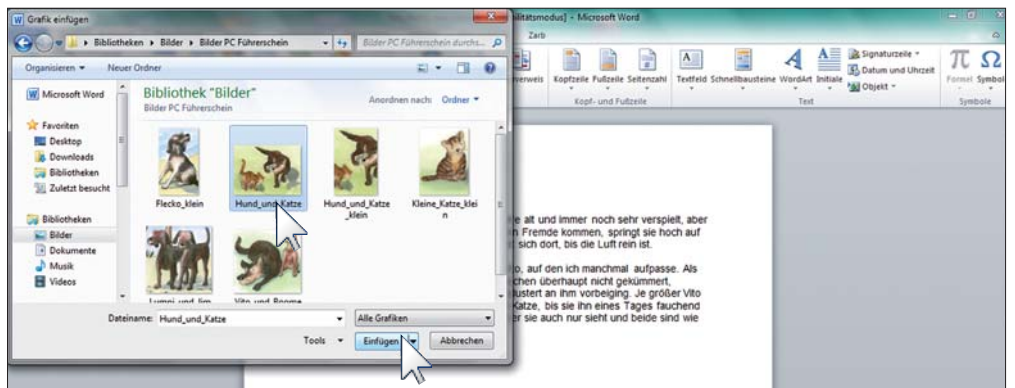 Grafik einfügen
ilitätsmodus] - Microsoft Word
Bibliotheken Bilder Bilder PC Führerschein
Bilder PC Führerschein durchs...
Zarb
Organisieren Neuer Ordner
Microsoft Word
Favoriten
Desktop
Downloads
Bibliotheken
Zuletzt besucht
Bibliotheken
Bilder
Dokumente
Musik
Videos
Bibliothek "Bilder"
Bilder PC Führerschein
Anordnen nach: Ordner
Flecko_klein
Hund_und_Katze
Hund_und_Katze
_klein
Kleine_Katze_klei
n
Dateiname: Hund_und_Katze
Alle Grafiken
Tools Einfügen Abbrechen
verweis Kopfzeile Fußzeile Seitenzahl Textfeld Schnellbausteine WordArt Initiale
Signaturzeile
Datum und Uhrzeit
Objekt
Formel Symbol
Kopf- und Fußzeile Text Symbole
alt und immer noch sehr verspielt, aber
n Fremde kommen, springt sie hoch auf
sich dort, bis die Luft rein ist.
o, auf den ich manchmal aufpasse. Als
chen überhaupt nicht gekümmert,
ustert an ihm vorbeiging. Je größer Vito
Katze, bis sie ihn eines Tages fauchend
er sie auch nur sieht und beide sind wie